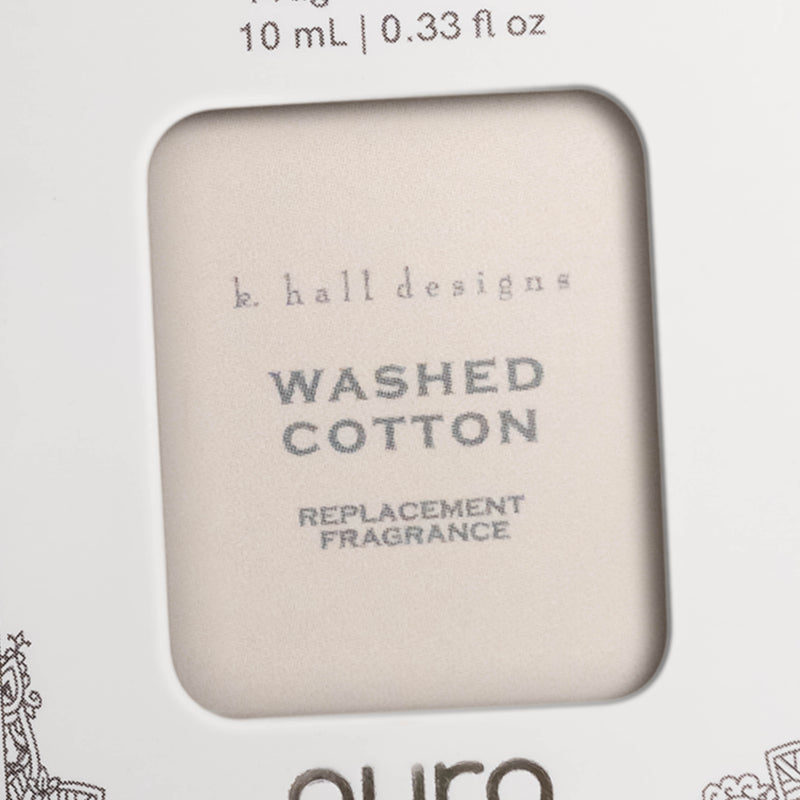 10 mL | 0.33 fl oz
k. hall designs
WASHED
COTTON
REPLACEMENT
FRAGRANCE